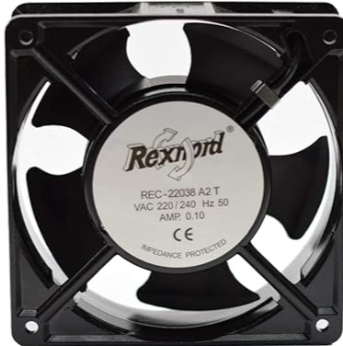 Rexnord®
REC-22038 A2 T
VAC 220/240 Hz 50
AMP. 0.10
CE
IMPEDANCE PROTECTED